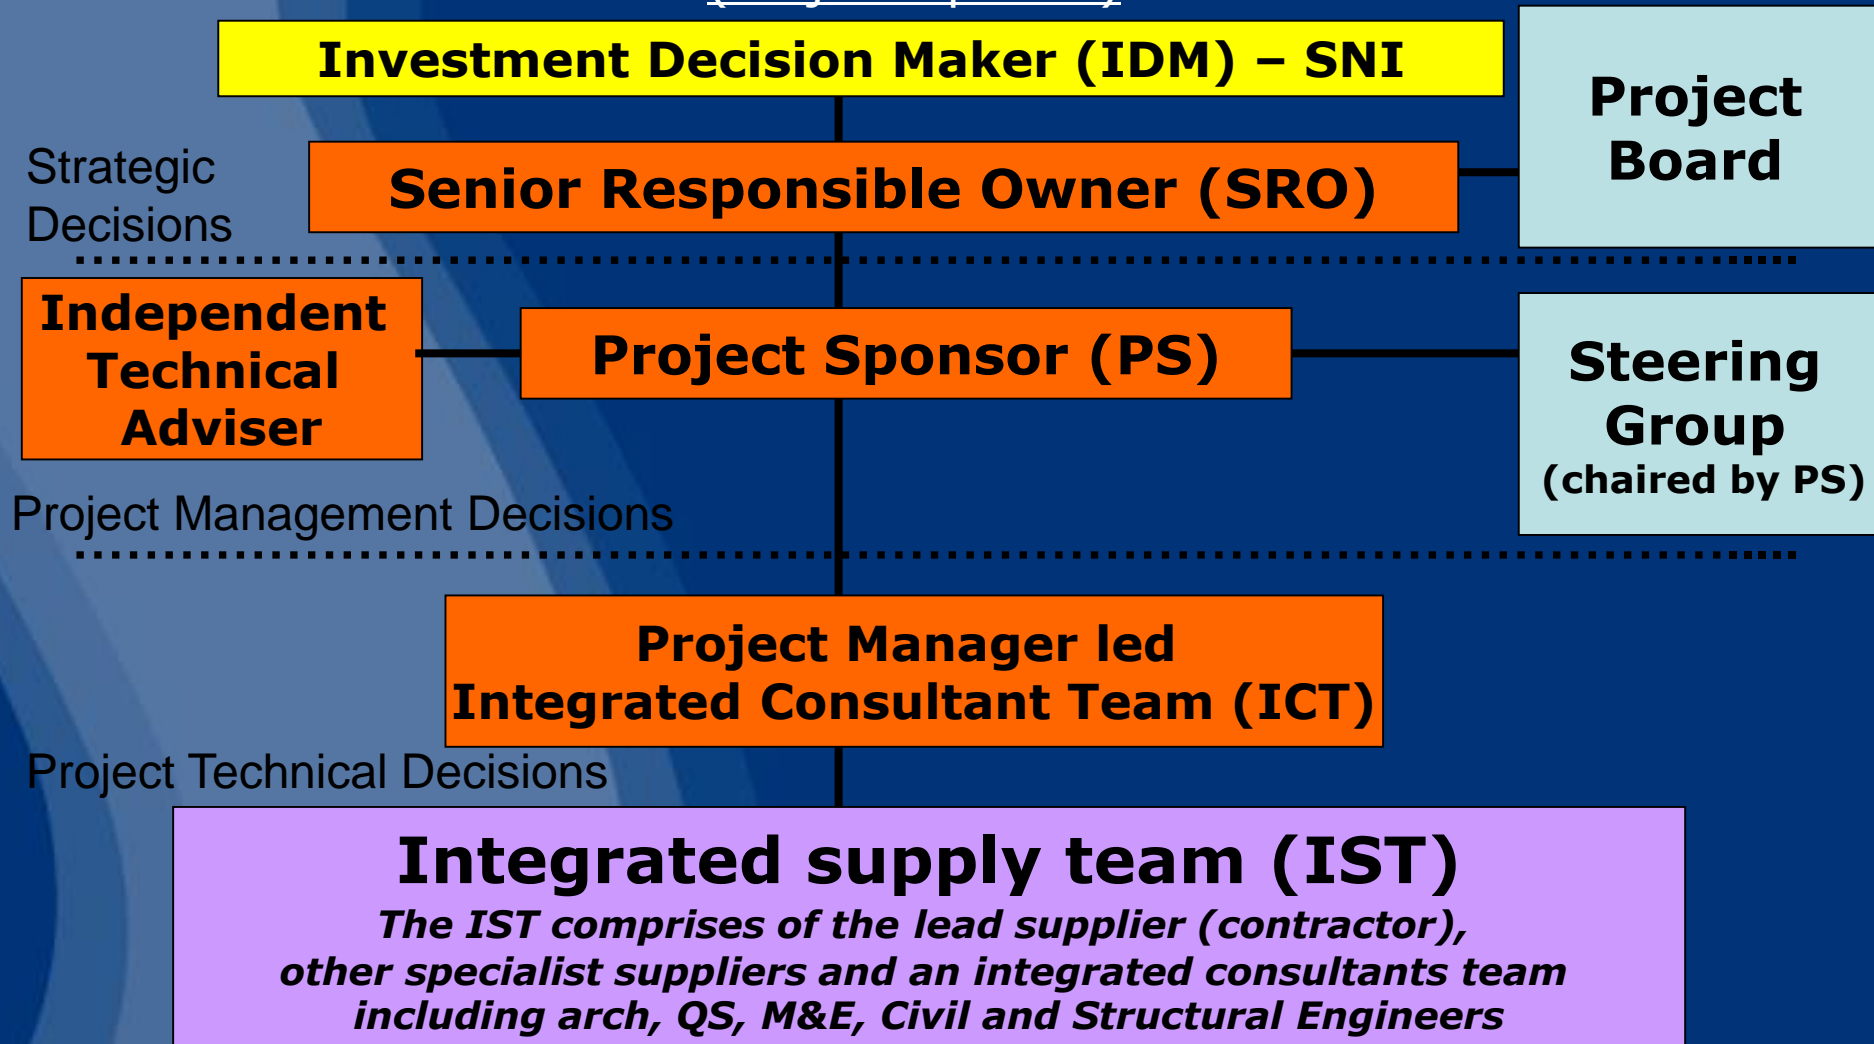 Investment Decision Maker (IDM) – SNI
Project
Board
Strategic
Decisions
Senior Responsible Owner (SRO)
Independent
Technical
Adviser
Project Sponsor (PS)
Steering
Group
(chaired by PS)
Project Management Decisions
Project Manager led
Integrated Consultant Team (ICT)
Project Technical Decisions
Integrated supply team (IST)
The IST comprises of the lead supplier (contractor),
other specialist suppliers and an integrated consultants team
including arch, QS, M&E, Civil and Structural Engineers